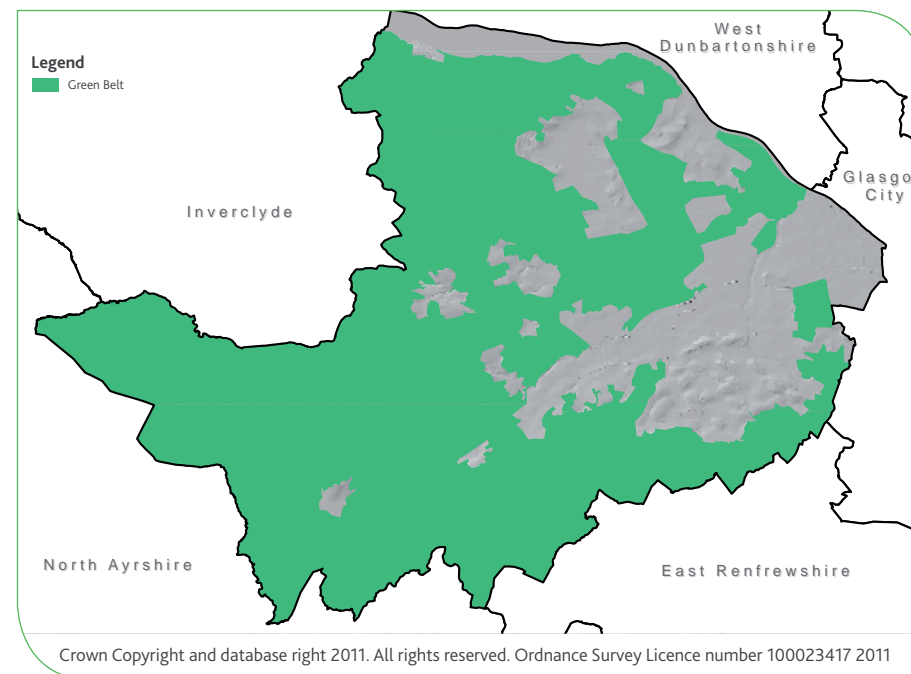 West
Dunbartonshire
Legend
Green Belt
Glasgo
City
Inverclyde
North Ayrshire
East Renfrewshire
Crown Copyright and database right 2011. All rights reserved. Ordnance Survey Licence number 100023417 2011